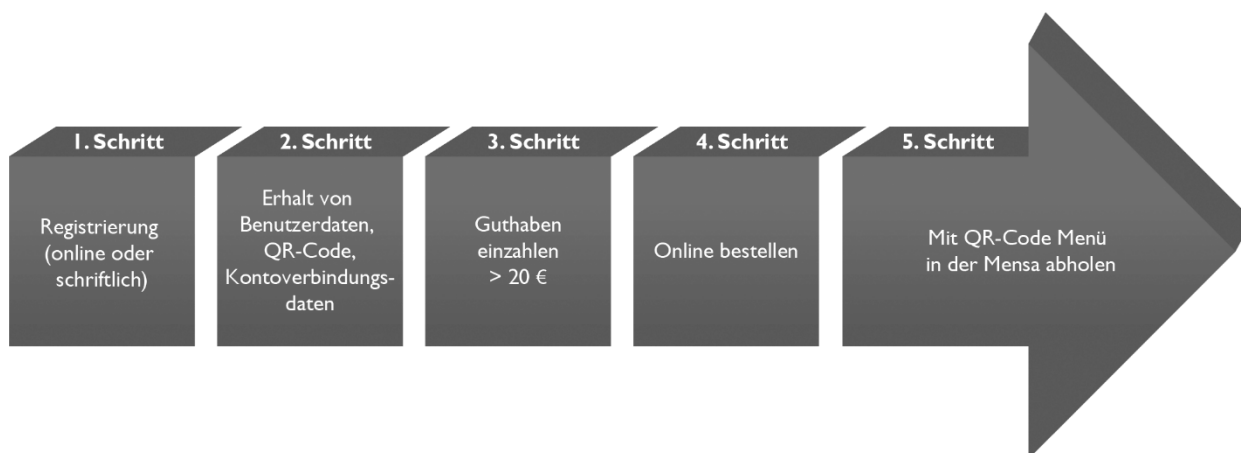 1. Schritt
Registrierung
(online oder
schriftlich)
2. Schritt
Erhalt von
Benutzerdaten,
QR-Code,
Kontoverbindungs-
daten
3. Schritt
Guthaben
einzahlen
> 20 €
4. Schritt
Online bestellen
5. Schritt
Mit QR-Code Menü
in der Mensa abholen